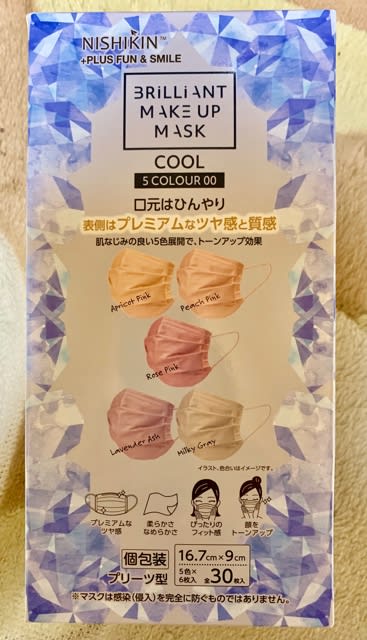 NISHIKIN™
+PLUS FUN & SMILE
BRiLLiANT
MAKE UP
MASK
COOL
5 COLOUR 00
口元はひんやり
表側はプレミアムなツヤ感と質感
肌なじみの良い5色展開で、トーンアップ効果
Apricot Pink
Peach Pink
Rose Pink
Lavender Ash
Milky Gray
イラスト、色合いはイメージです。
プレミアムな
ツヤ感
柔らかさ
なめらかさ
ぴったりの
フィット感
顔を
トーンアップ
個包装
プリーツ型
16.7cm×9cm
5色×
6枚入
全30枚入
※マスクは感染(侵入)を完全に防ぐものではありません。